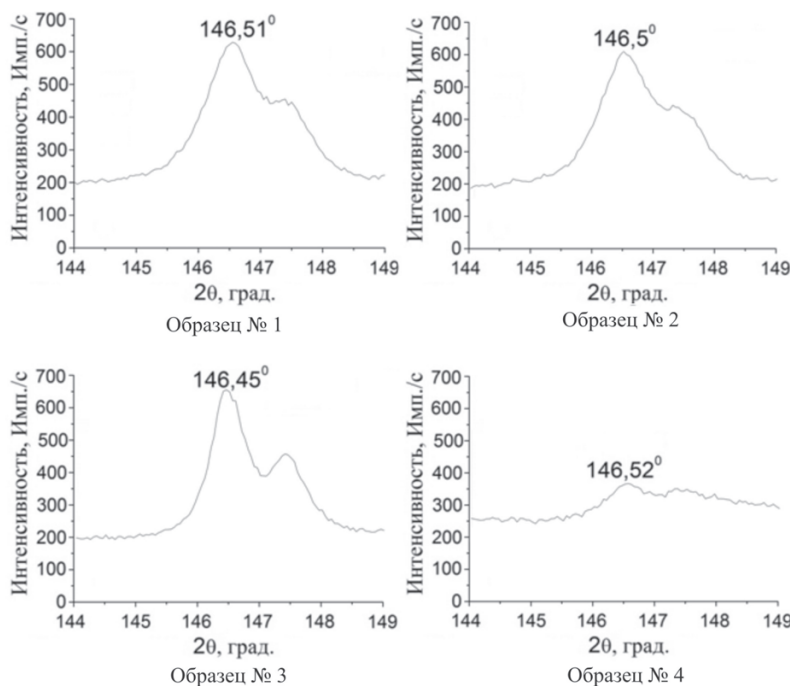 700
600
500
400
300
200
100
0
Интенсивность, Имп./с
146,51⁰
144 145 146 147 148 149
2θ, град.
Образец № 1
700
600
500
400
300
200
100
0
Интенсивность, Имп./с
146,5⁰
144 145 146 147 148 149
2θ, град.
Образец № 2
700
600
500
400
300
200
100
0
Интенсивность, Имп./с
146,45⁰
144 145 146 147 148 149
2θ, град.
Образец № 3
700
600
500
400
300
200
100
0
Интенсивность, Имп./с
146,52⁰
144 145 146 147 148 149
2θ, град.
Образец № 4